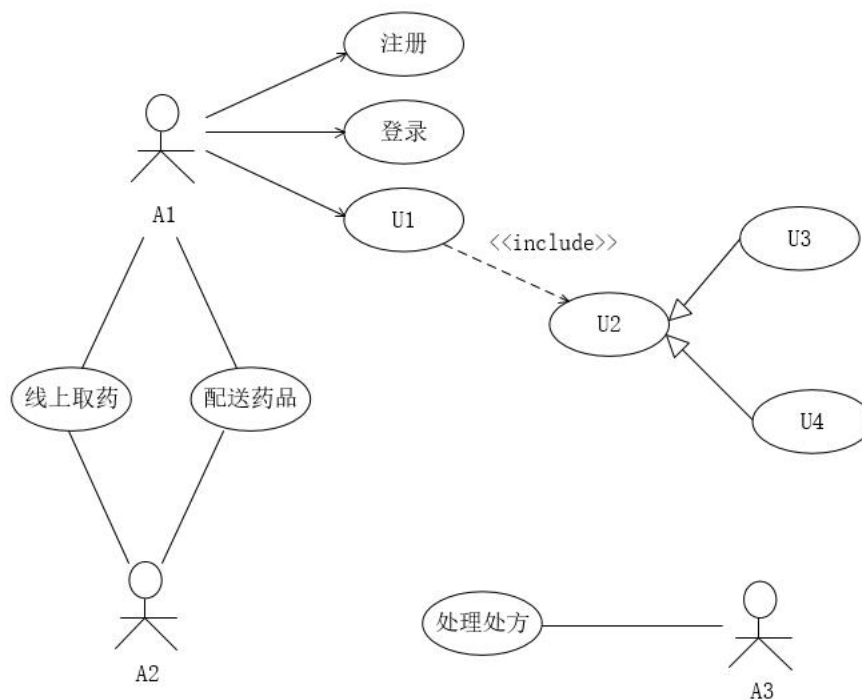 注册
登录
A1
U1
<<include>>
U3
U2
线上取药
配送药品
U4
处理处方
A2
A3